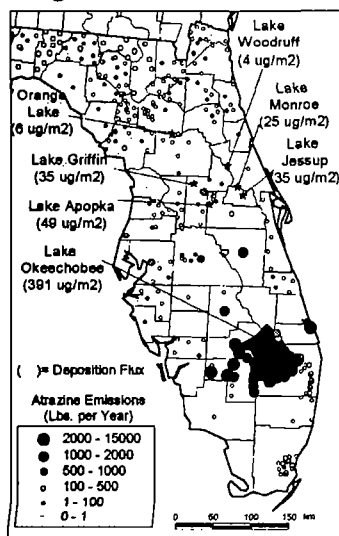 Lake
Woodruff
(4 ug/m2)
Orange
Lake
(6 ug/m2)
Lake
Monroe
(25 ug/m2)
Lake
Jessup
(35 ug/m2)
Lake Griffin
(35 ug/m2)
Lake Apopka
(49 ug/m2)
Lake
Okeechobee
(391 ug/m2)
( )= Deposition Flux
Atrazine Emissions
(Lbs. per Year)
2000 - 15000
1000 - 2000
500 - 1000
100 - 500
1 - 100
0 - 1
0 50 100 150 km